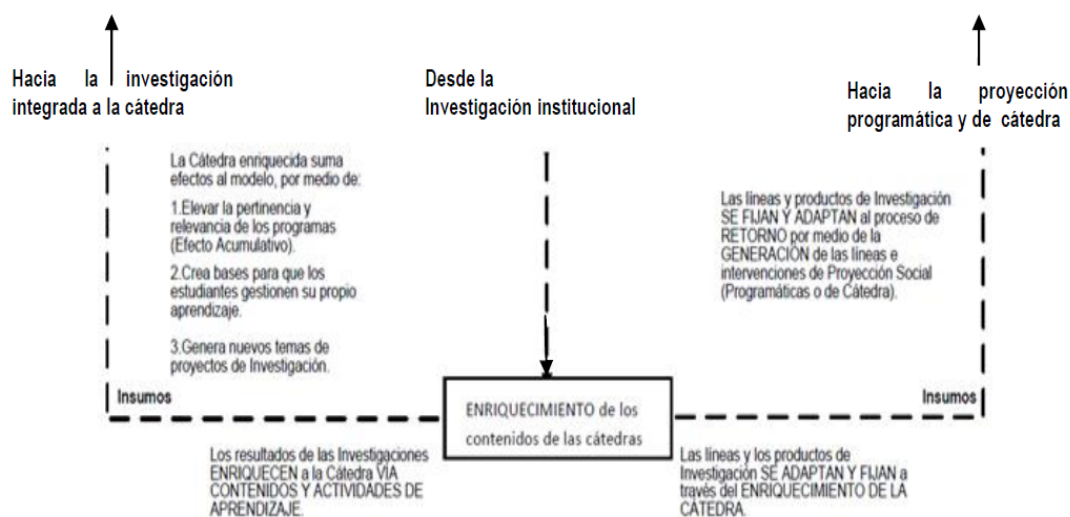 Hacia la investigación
integrada a la cátedra
Desde la
Investigación institucional
Hacia la proyección
programática y de cátedra
La Cátedra enriquecida suma
efectos al modelo, por medio de:
1.Elevar la pertinencia y
relevancia de los programas
(Efecto Acumulativo).
2.Crea bases para que los
estudiantes gestionen su propio
aprendizaje.
3.Genera nuevos temas de
proyectos de Investigación.
Las líneas y productos de Investigación
SE FIJAN Y ADAPTAN al proceso de
RETORNO por medio de la
GENERACIÓN de las líneas e
intervenciones de Proyección Social
(Programáticas o de Cátedra).
Insumos
ENRIQUECIMIENTO de los
contenidos de las cátedras
Insumos
Los resultados de las Investigaciones
ENRIQUECEN a la Cátedra VIA
CONTENIDOS Y ACTIVIDADES DE
APRENDIZAJE.
Las líneas y los productos de
Investigación SE ADAPTAN Y FIJAN a
través del ENRIQUECIMIENTO DE LA
CÁTEDRA.